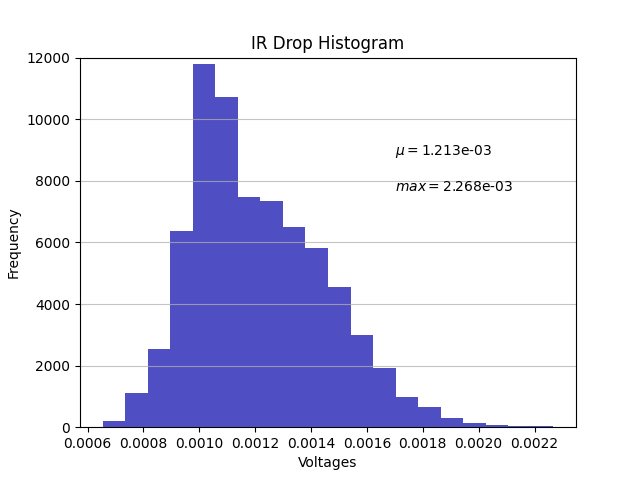 IR Drop Histogram
12000
10000
8000
6000
4000
2000
0
Frequency
μ = 1.213e-03
max = 2.268e-03
0.0006 0.0008 0.0010 0.0012 0.0014 0.0016 0.0018 0.0020 0.0022
Voltages